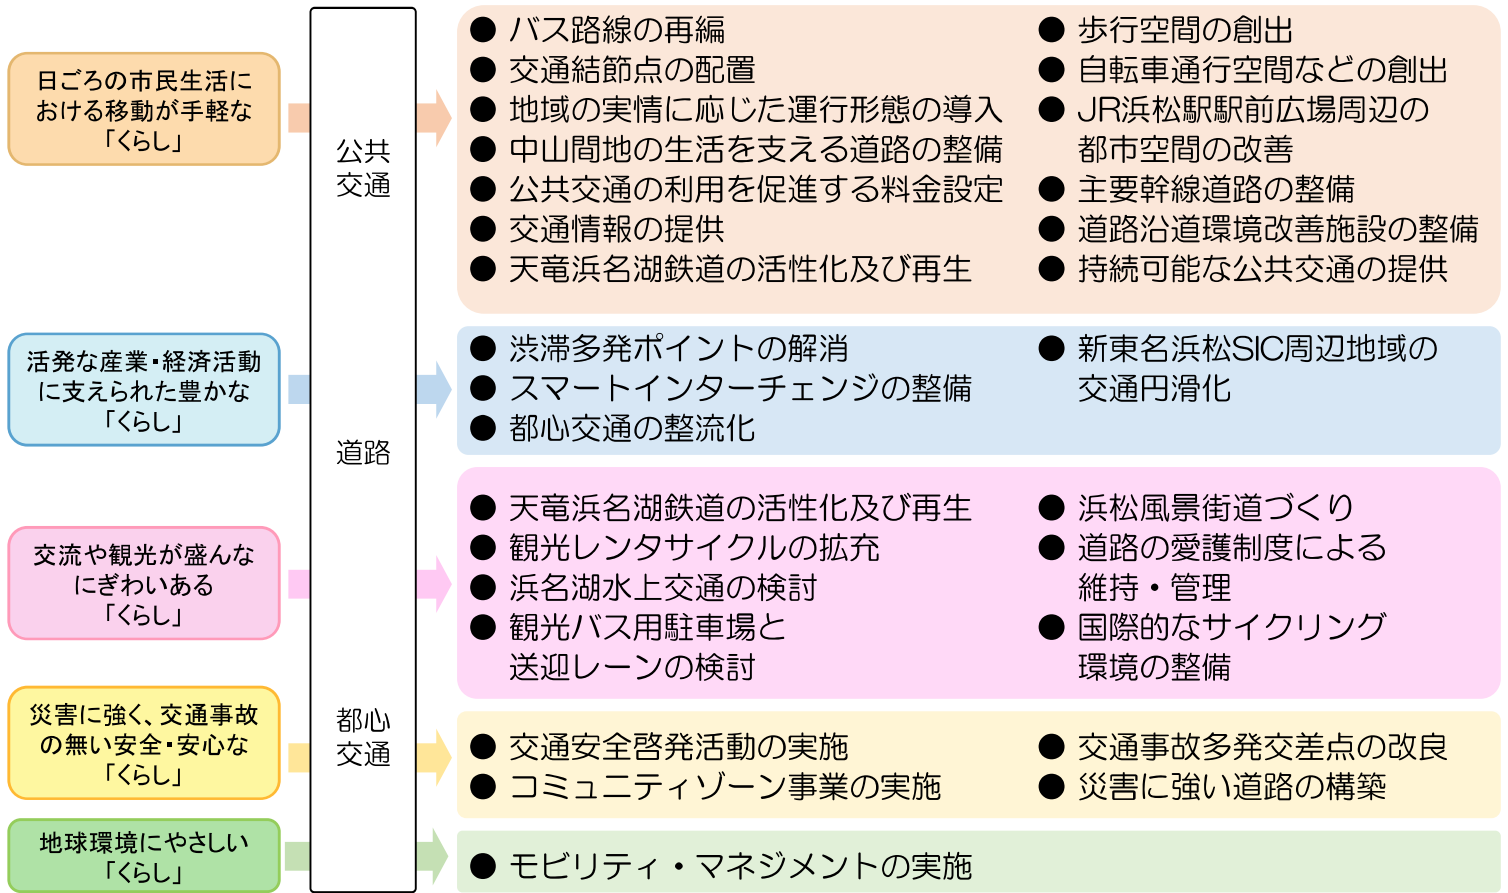 日ごろの市民生活に
おける移動が手軽な
「くらし」
活発な産業・経済活動
に支えられた豊かな
「くらし」
交流や観光が盛んな
にぎわいある
「くらし」
災害に強く、交通事故
の無い安全・安心な
「くらし」
地球環境にやさしい
「くらし」
公共
交通
道路
都心
交通
● バス路線の再編
● 交通結節点の配置
● 地域の実情に応じた運行形態の導入
● 中山間地の生活を支える道路の整備
● 公共交通の利用を促進する料金設定
● 交通情報の提供
● 天竜浜名湖鉄道の活性化及び再生
● 歩行空間の創出
● 自転車通行空間などの創出
● JR浜松駅駅前広場周辺の
都市空間の改善
● 主要幹線道路の整備
● 道路沿道環境改善施設の整備
● 持続可能な公共交通の提供
● 渋滞多発ポイントの解消
● スマートインターチェンジの整備
● 都心交通の整流化
● 新東名浜松SIC周辺地域の
交通円滑化
● 天竜浜名湖鉄道の活性化及び再生
● 観光レンタサイクルの拡充
● 浜名湖水上交通の検討
● 観光バス用駐車場と
送迎レーンの検討
● 浜松風景街道づくり
● 道路の愛護制度による
維持・管理
● 国際的なサイクリング
環境の整備
● 交通安全啓発活動の実施
● コミュニティゾーン事業の実施
● 交通事故多発交差点の改良
● 災害に強い道路の構築
● モビリティ・マネジメントの実施